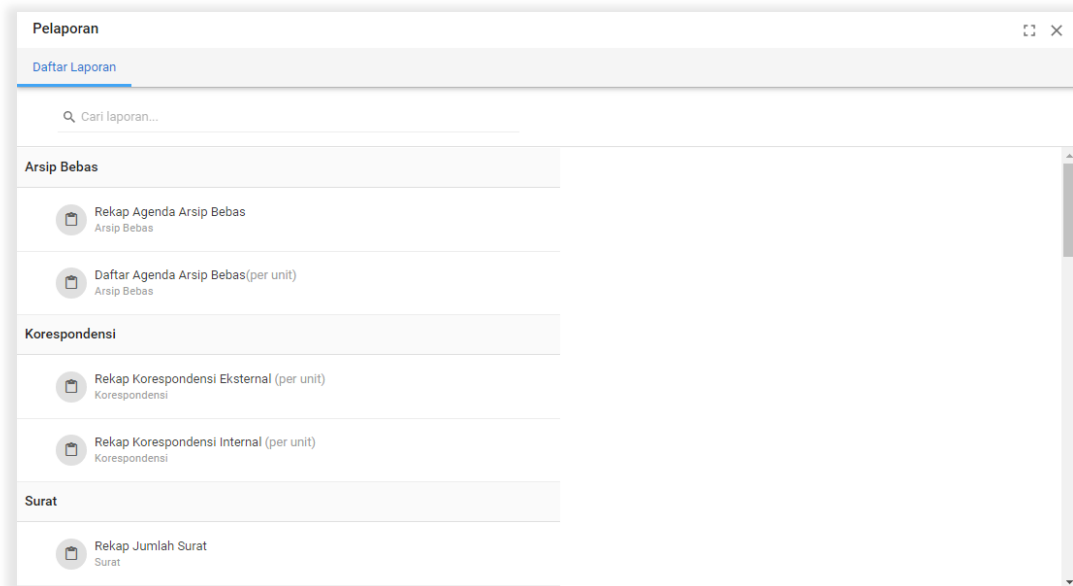 Pelaporan
Daftar Laporan
Cari laporan...
Arsip Bebas
Rekap Agenda Arsip Bebas
Arsip Bebas
Daftar Agenda Arsip Bebas(per unit)
Arsip Bebas
Korespondensi
Rekap Korespondensi Eksternal (per unit)
Korespondensi
Rekap Korespondensi Internal (per unit)
Korespondensi
Surat
Rekap Jumlah Surat
Surat